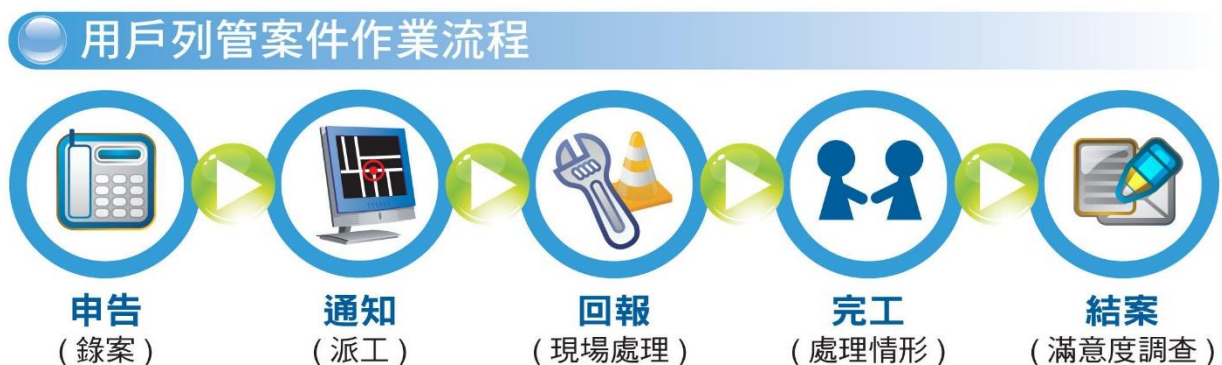 用戶列管案件作業流程
申告 通知 回報 完工 結案
(錄案) (派工) (現場處理) (處理情形) (滿意度調查)